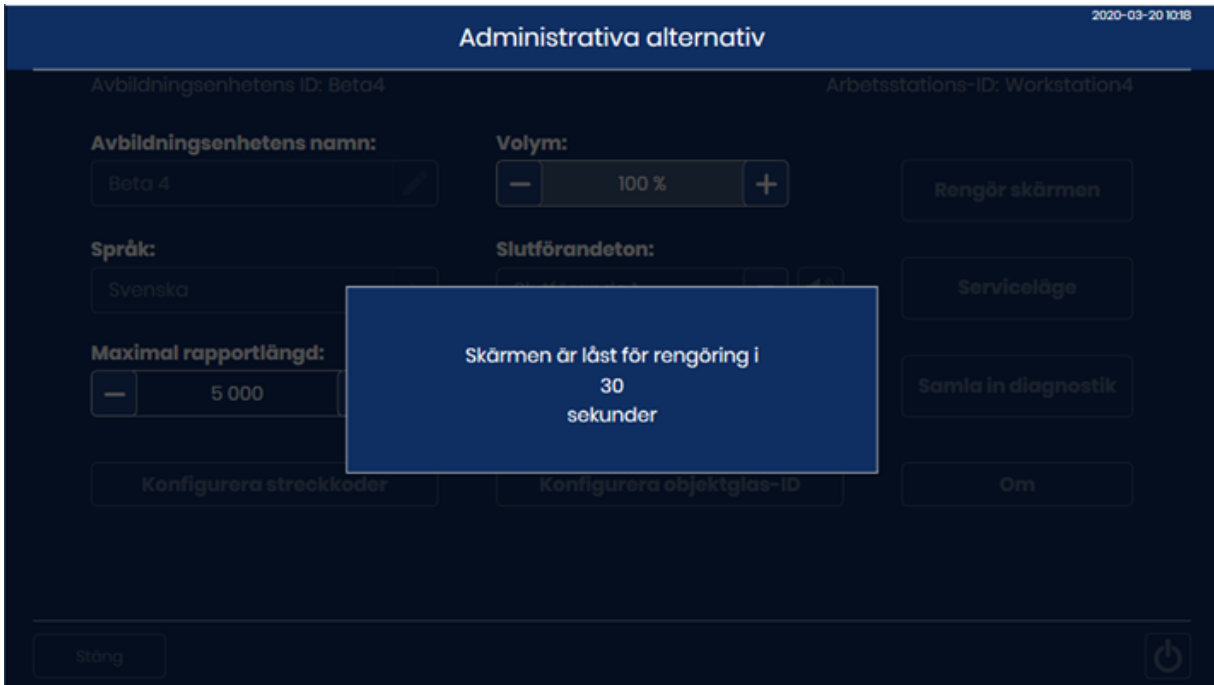 2020-03-20 10:18
Administrativa alternativ
Avbildningsenhetens ID: Beta4
Arbetsstations-ID: Workstation4
Avbildningsenhetens namn:
Volym:
Beta 4
100 %
Rengör skärmen
Språk:
Slutförandeton:
Svenska
Serviceläge
Maximal rapportlängd:
Skärmen är låst för rengöring i
30
sekunder
5 000
Samla in diagnostik
Konfigurera streckkoder
Konfigurera objektglas-ID
Om
Stäng